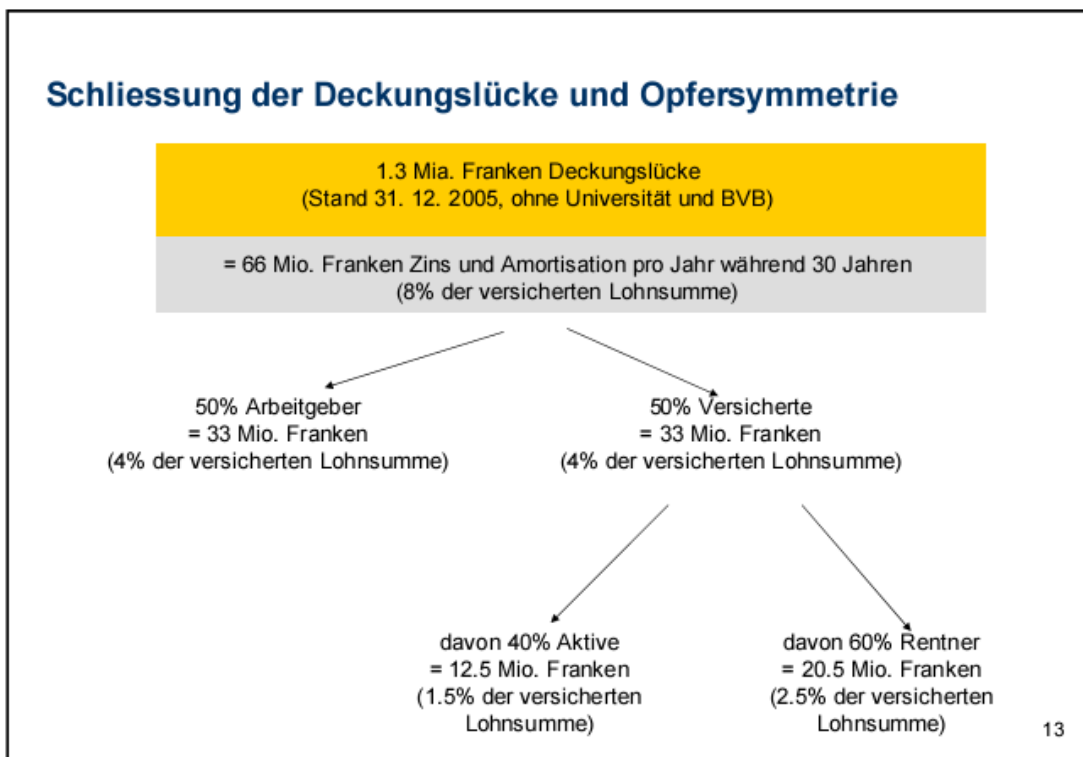 Schliessung der Deckungslücke und Opfersymmetrie
1.3 Mia. Franken Deckungslücke
(Stand 31. 12. 2005, ohne Universität und BVB)
= 66 Mio. Franken Zins und Amortisation pro Jahr während 30 Jahren
(8% der versicherten Lohnsumme)
50% Arbeitgeber
= 33 Mio. Franken
(4% der versicherten Lohnsumme)
50% Versicherte
= 33 Mio. Franken
(4% der versicherten Lohnsumme)
davon 40% Aktive
= 12.5 Mio. Franken
(1.5% der versicherten
Lohnsumme)
davon 60% Rentner
= 20.5 Mio. Franken
(2.5% der versicherten
Lohnsumme)
13